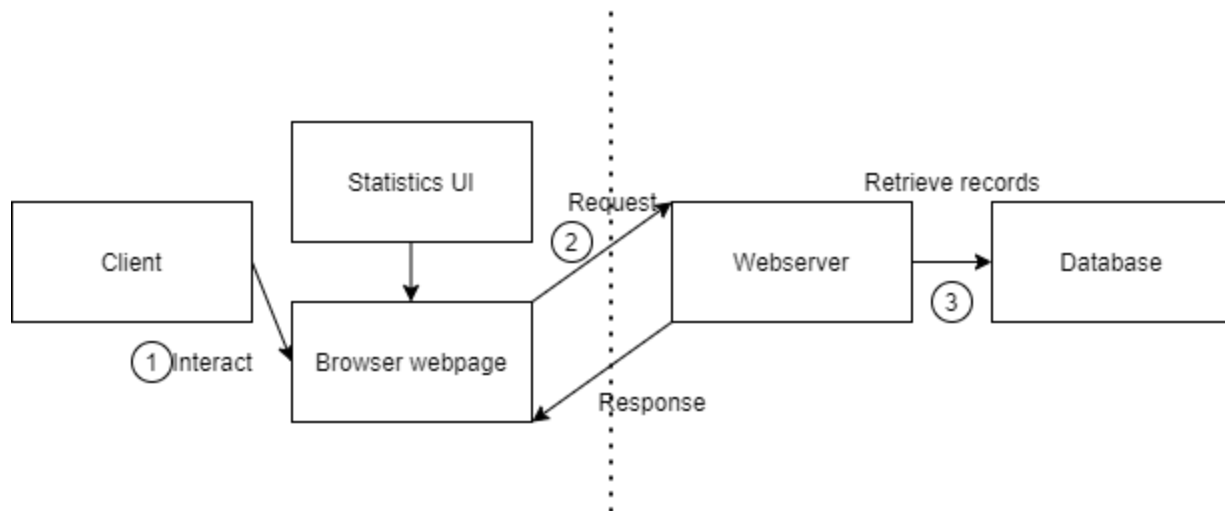 Statistics UI
Retrieve records
Request
Client
2
Webserver
Database
3
1 Interact
Browser webpage
Response